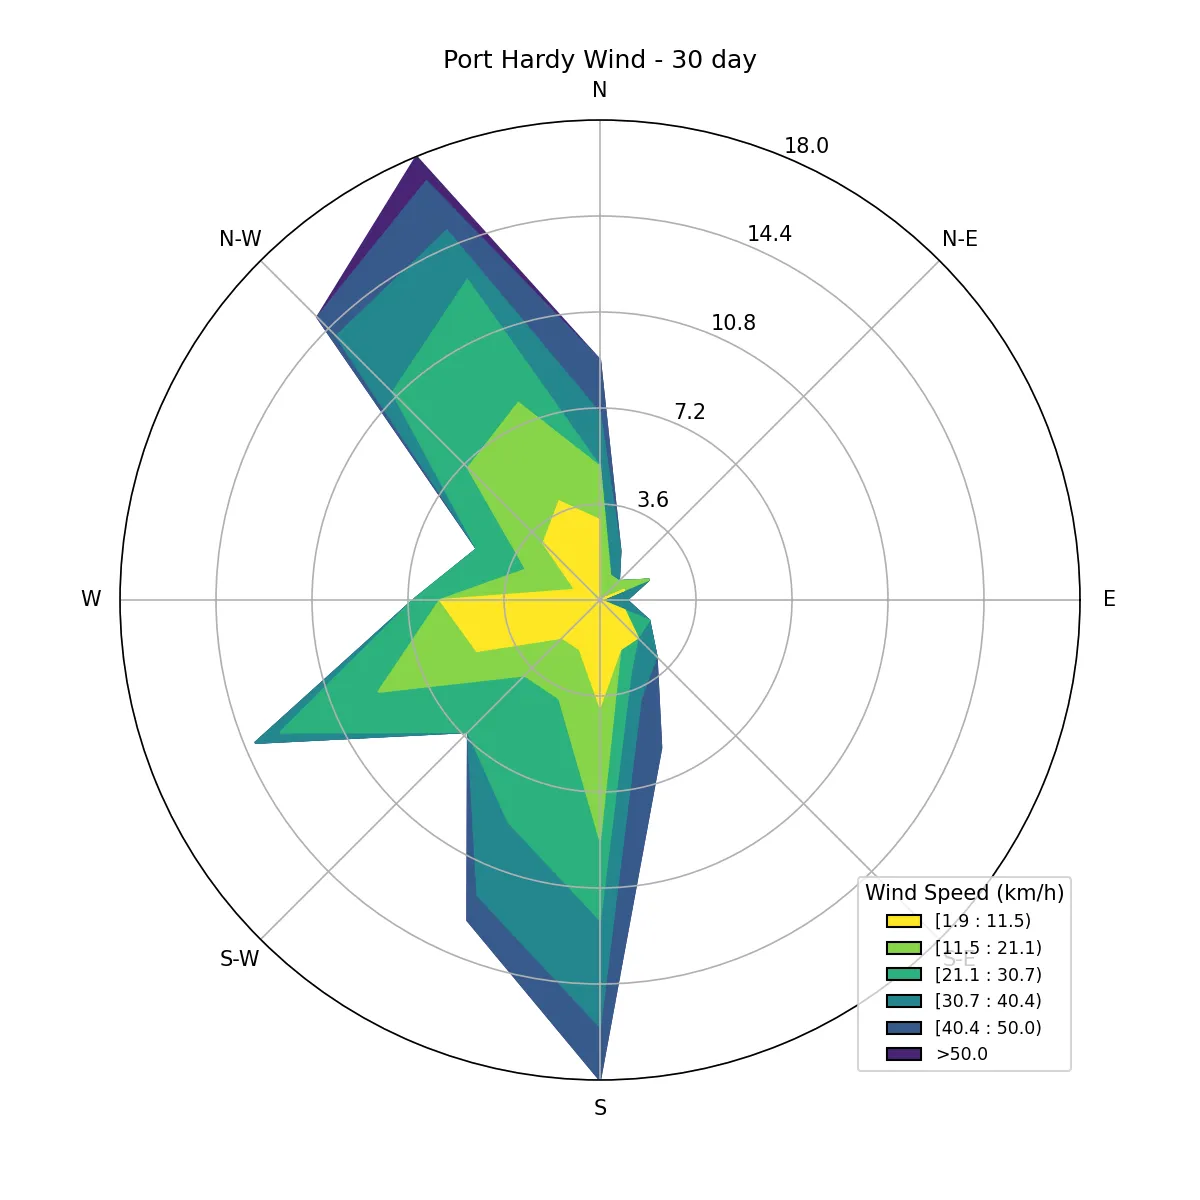 Port Hardy Wind - 30 day
N
18.0
14.4
N-W
N-E
10.8
7.2
3.6
W
E
Wind Speed (km/h)
[1.9 : 11.5)
[11.5 : 21.1)
S-W
S-E
[21.1 : 30.7)
[30.7 : 40.4)
[40.4 : 50.0)
>50.0
S